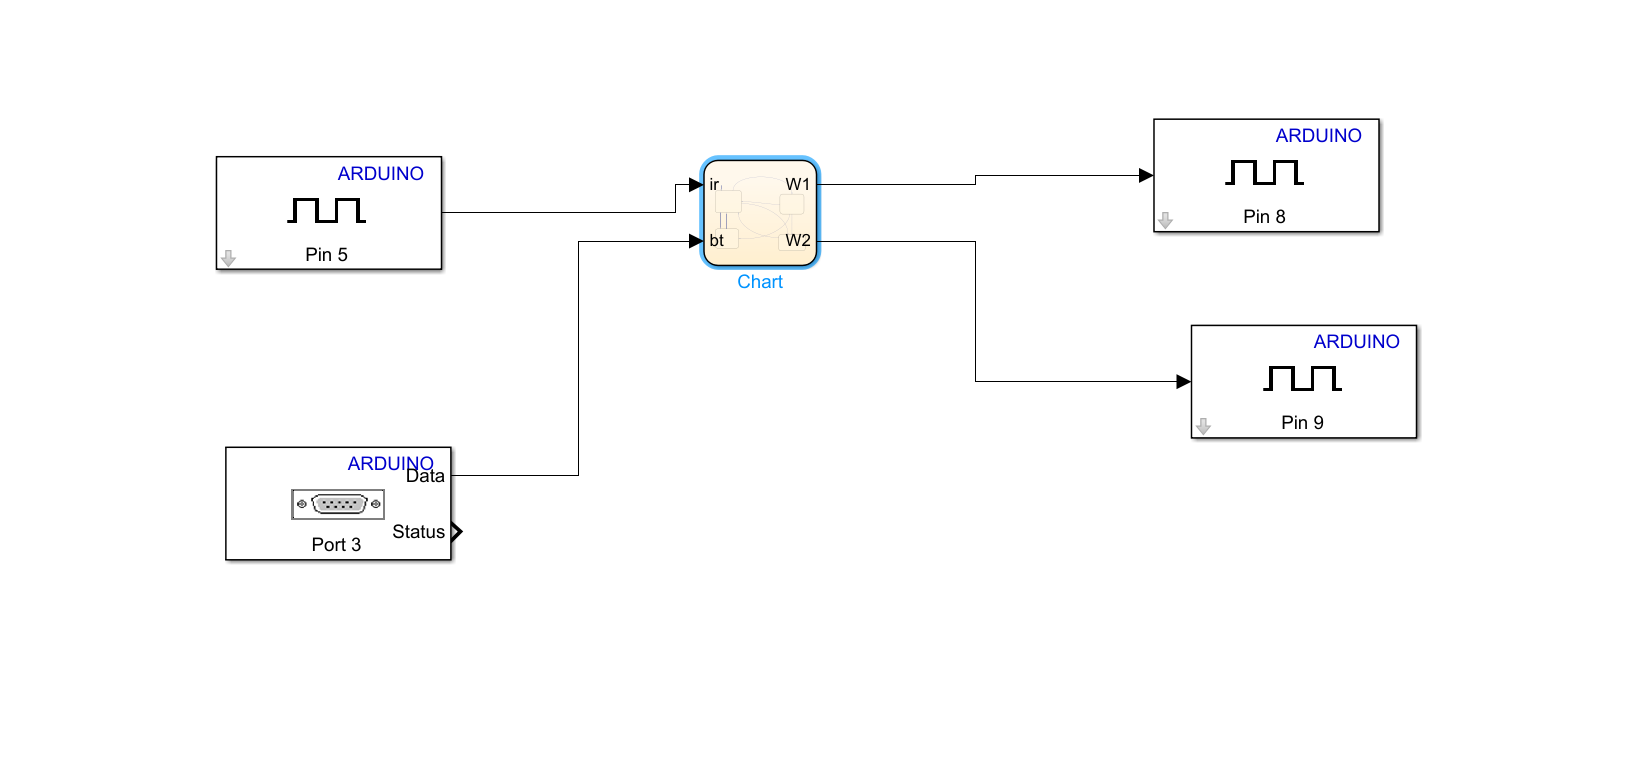 ARDUINO
Pin 5
ir
bt
W1
W2
Chart
ARDUINO
Pin 8
ARDUINO
Pin 9
ARDUINO
Data
Status
Port 3